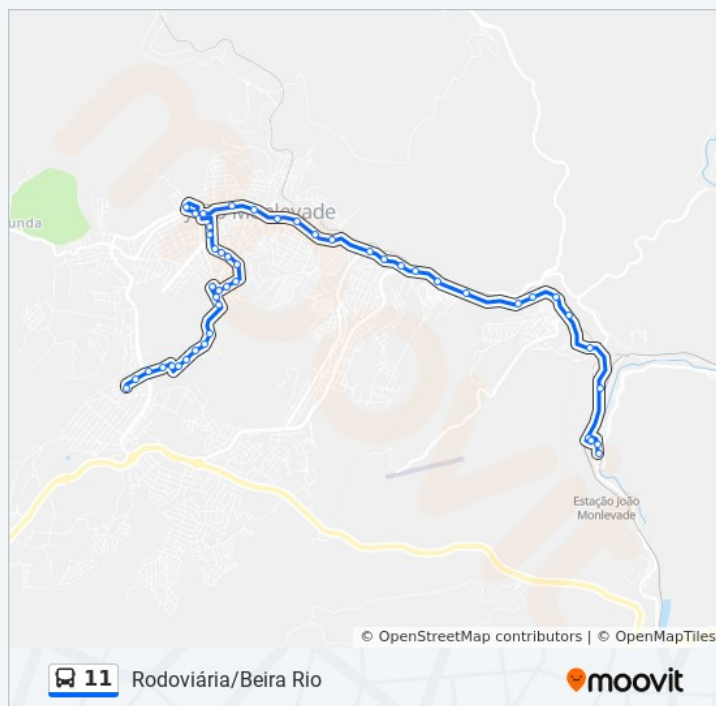 unda
João Monlevade
Estação João
Monlevade
© OpenStreetMap contributors | © OpenMapTiles
11 Rodoviária/Beira Rio
moovit